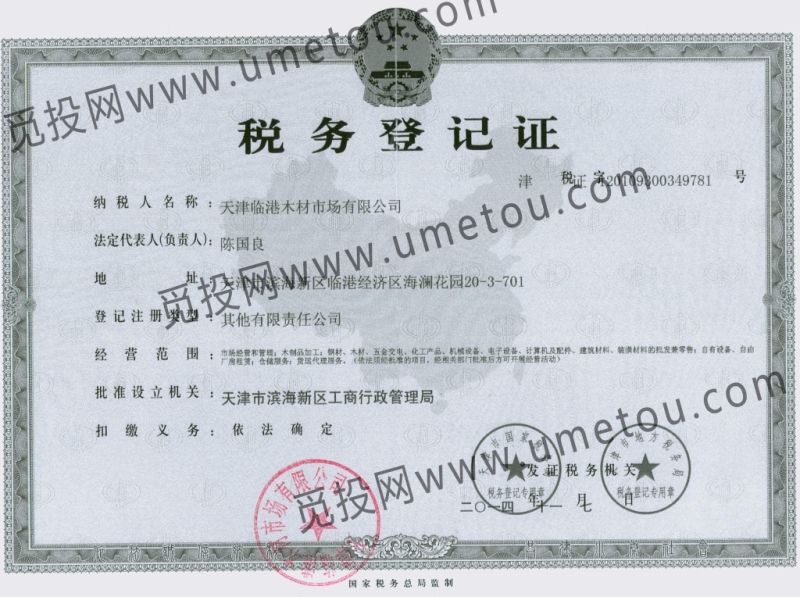 税务登记证
津 税 证 字 120109300349781 号
纳税人名称： 天津临港木材市场有限公司
法定代表人(负责人)： 陈国良
地 址： 天津市滨海新区临港经济区海澜花园20-3-701
登记注册类型： 其他有限责任公司
经营范围： 市场经营和管理；木制品加工；钢材、木材、五金交电、化工产品、机械设备、电子设备、计算机及配件、建筑材料、装潢材料的批发兼零售；自有设备、自由
厂房租赁；仓储服务；货运代理服务。（依法须经批准的项目，经相关部门批准后方可开展经营活动）
批准设立机关： 天津市滨海新区工商行政管理局
扣缴义务： 依法确定
发证税务机关
税务登记专用章
税务登记专用章
二〇一四 年 十一 月 七 日
国家税务总局监制
觅投网www.umetou.com
觅投网www.umetou.com
觅投网www.umetou.com